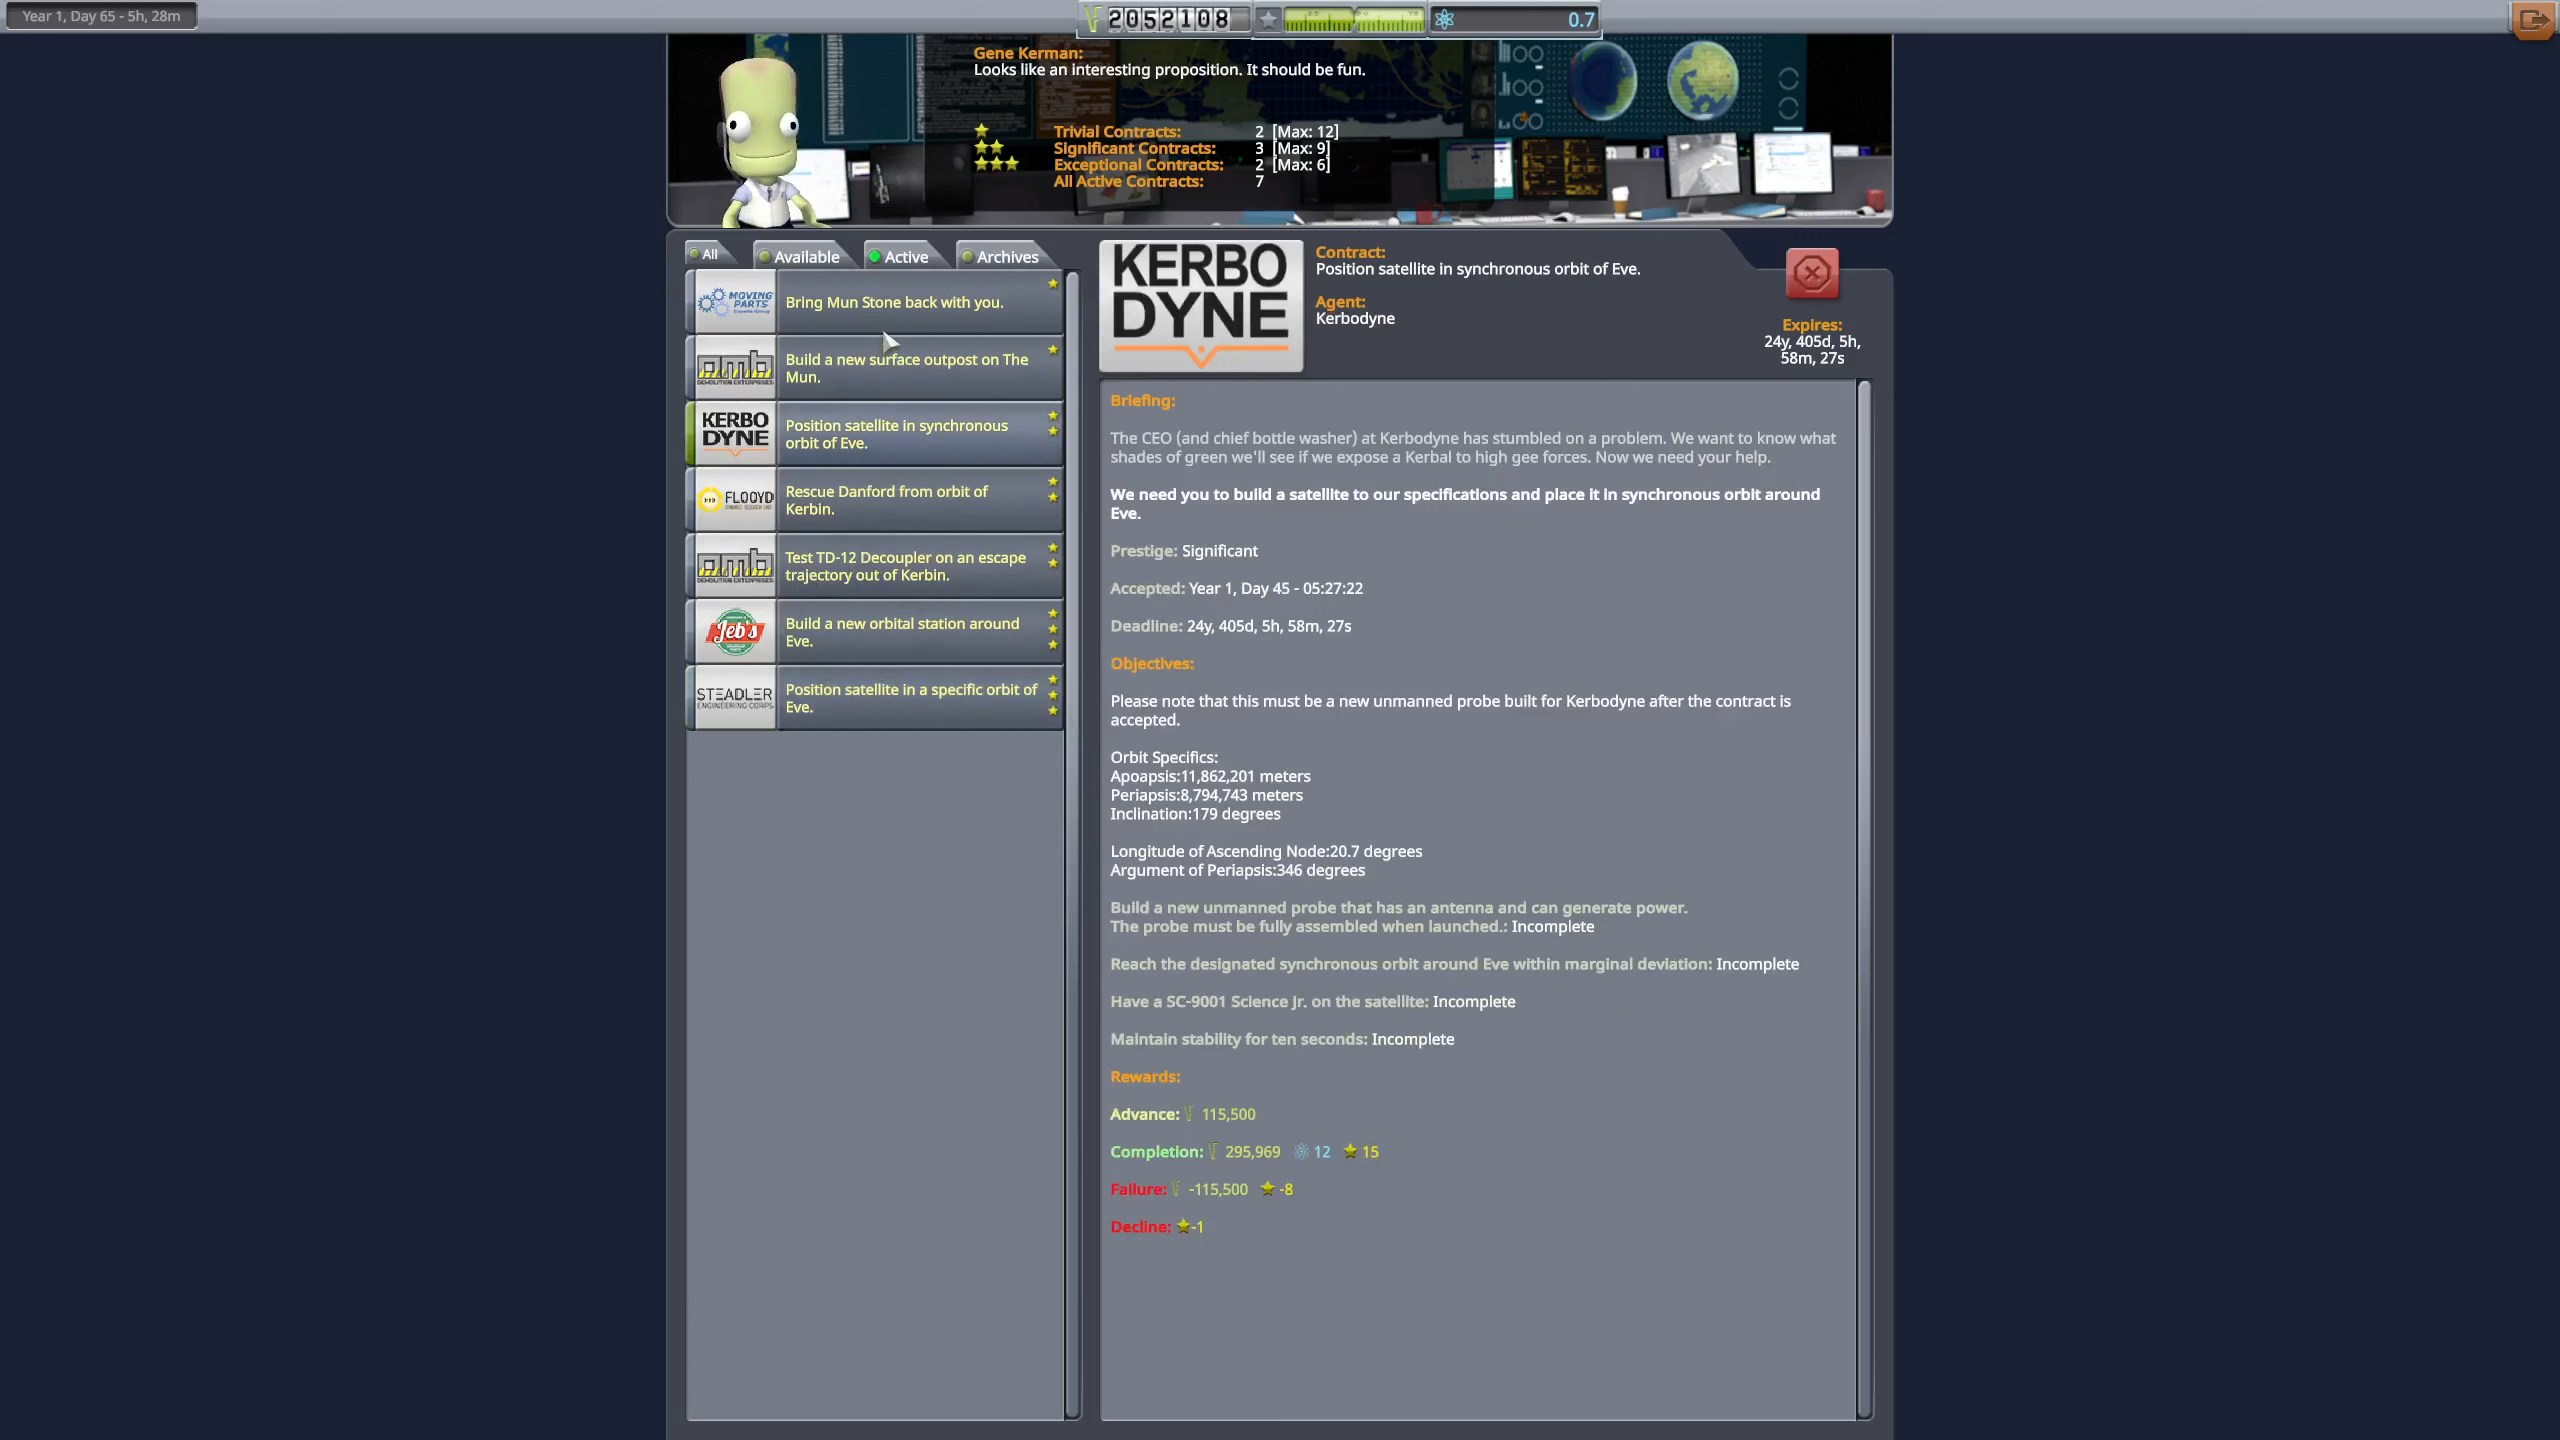 Year 1, Day 65 - 5h, 28m
2052108
0.7
Gene Kerman:
Looks like an interesting proposition. It should be fun.
Trivial Contracts: 2 [Max: 12]
Significant Contracts: 3 [Max: 9]
Exceptional Contracts: 2 [Max: 6]
All Active Contracts: 7
All
Available
Active
Archives
MOVING PARTS
Bring Mun Stone back with you.
Build a new surface outpost on The
Mun.
KERBO
DYNE
Position satellite in synchronous
orbit of Eve.
FLOOYD
Rescue Danford from orbit of
Kerbin.
Test TD-12 Decoupler on an escape
trajectory out of Kerbin.
Jeb's
Build a new orbital station around
Eve.
STEADLER
ENGINEERING CORPS
Position satellite in a specific orbit of
Eve.
KERBO
DYNE
Contract:
Position satellite in synchronous orbit of Eve.
Agent:
Kerbodyne
Expires:
24y, 405d, 5h,
58m, 27s
Briefing:
The CEO (and chief bottle washer) at Kerbodyne has stumbled on a problem. We want to know what
shades of green we'll see if we expose a Kerbal to high gee forces. Now we need your help.
We need you to build a satellite to our specifications and place it in synchronous orbit around
Eve.
Prestige: Significant
Accepted: Year 1, Day 45 - 05:27:22
Deadline: 24y, 405d, 5h, 58m, 27s
Objectives:
Please note that this must be a new unmanned probe built for Kerbodyne after the contract is
accepted.
Orbit Specifics:
Apoapsis:11,862,201 meters
Periapsis:8,794,743 meters
Inclination:179 degrees
Longitude of Ascending Node:20.7 degrees
Argument of Periapsis:346 degrees
Build a new unmanned probe that has an antenna and can generate power.
The probe must be fully assembled when launched.: Incomplete
Reach the designated synchronous orbit around Eve within marginal deviation: Incomplete
Have a SC-9001 Science Jr. on the satellite: Incomplete
Maintain stability for ten seconds: Incomplete
Rewards:
Advance: 115,500
Completion: 295,969 12 15
Failure: -115,500 -8
Decline: -1